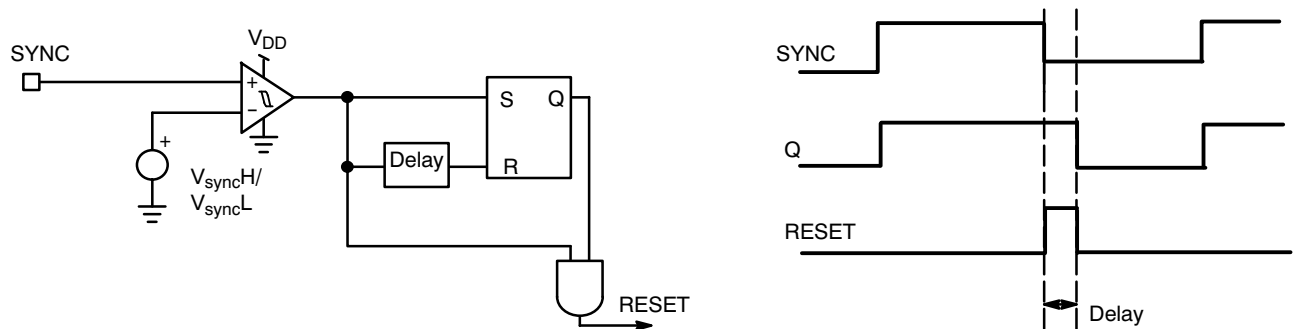 SYNC
VDD
+
−
+
VsyncH/
VsyncL
Delay
S
Q
R
RESET
SYNC
Q
RESET
Delay